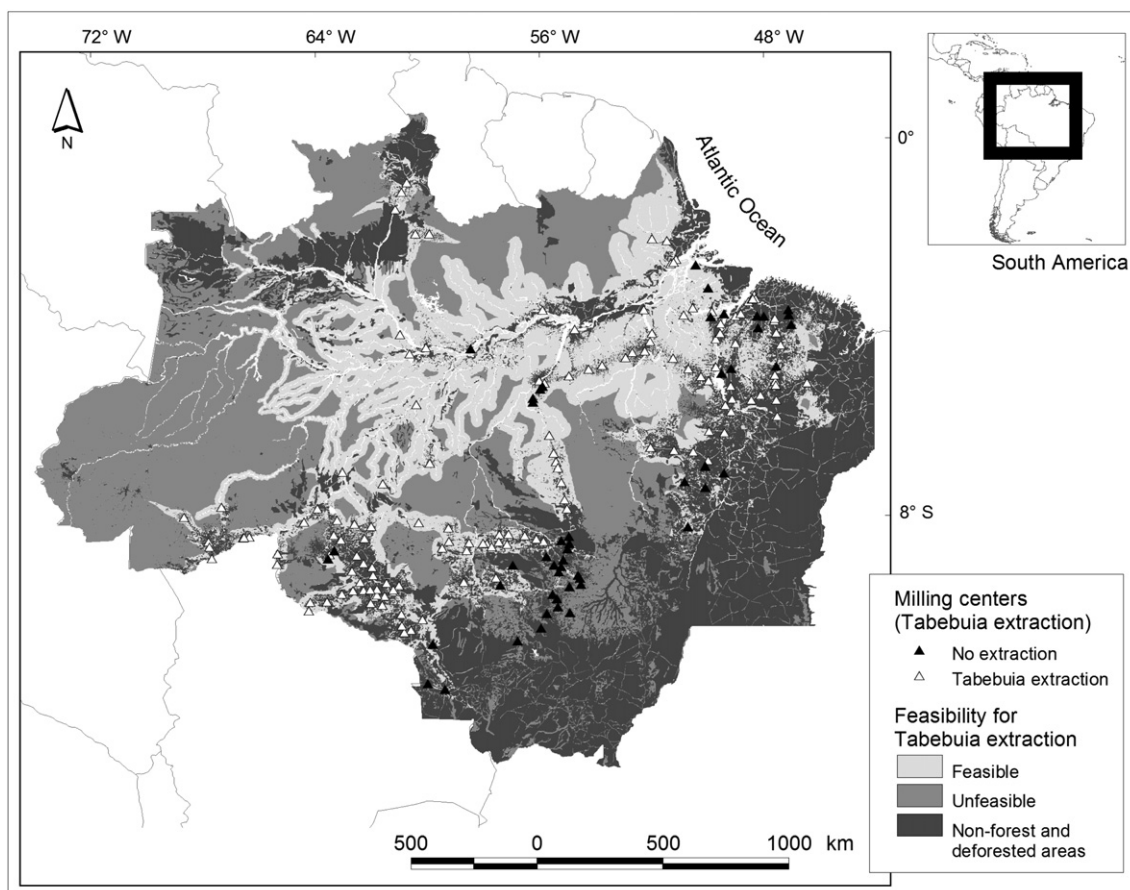 72° W
64° W
56° W
48° W
N
Atlantic Ocean
0°
8° S
South America
Milling centers
(Tabebuia extraction)
No extraction
Tabebuia extraction
Feasibility for
Tabebuia extraction
Feasible
Unfeasible
Non-forest and
deforested areas
500 0 500 1000 km